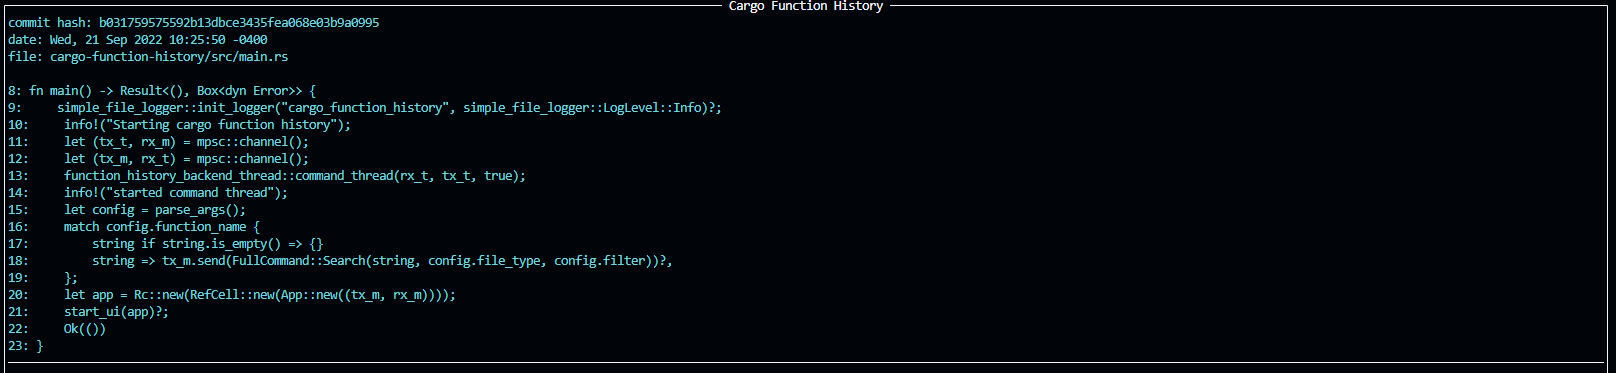 Cargo Function History
commit hash: b031759575592b13dbce3435fea068e03b9a0995
date: Wed, 21 Sep 2022 10:25:50 -0400
file: cargo-function-history/src/main.rs
8: fn main() -> Result<(), Box<dyn Error>> {
9:     simple_file_logger::init_logger("cargo_function_history", simple_file_logger::LogLevel::Info)?;
10:     info!("Starting cargo function history");
11:     let (tx_t, rx_m) = mpsc::channel();
12:     let (tx_m, rx_t) = mpsc::channel();
13:     function_history_backend_thread::command_thread(rx_t, tx_t, true);
14:     info!("started command thread");
15:     let config = parse_args();
16:     match config.function_name {
17:         string if string.is_empty() => {}
18:         string => tx_m.send(FullCommand::Search(string, config.file_type, config.filter))?,
19:     };
20:     let app = Rc::new(RefCell::new(App::new((tx_m, rx_m))));
21:     start_ui(app)?;
22:     Ok(())
23: }